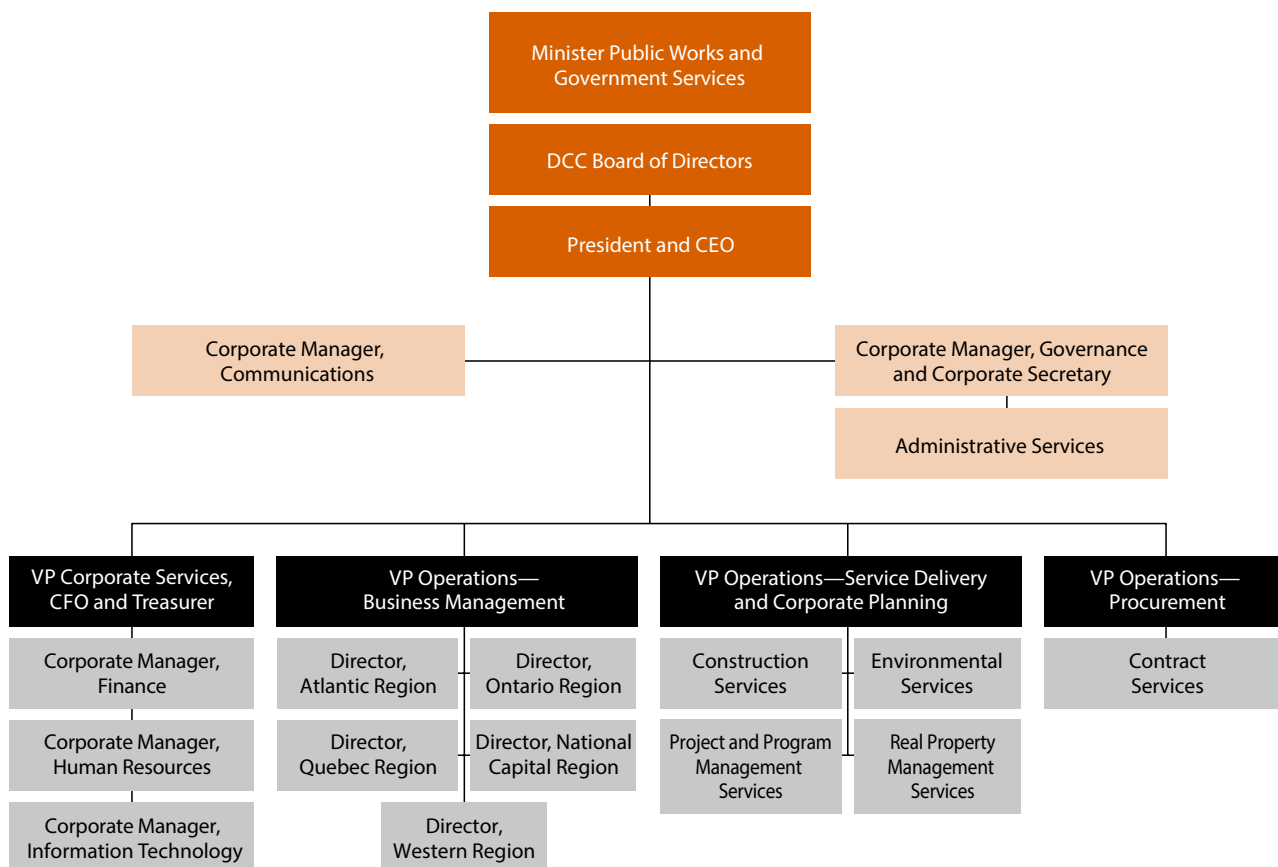 Minister Public Works and
Government Services
DCC Board of Directors
President and CEO
Corporate Manager,
Communications
Corporate Manager, Governance
and Corporate Secretary
Administrative Services
VP Corporate Services,
CFO and Treasurer
Corporate Manager,
Finance
Corporate Manager,
Human Resources
Corporate Manager,
Information Technology
VP Operations—
Business Management
Director,
Atlantic Region
Director,
Ontario Region
Director,
Quebec Region
Director, National
Capital Region
Director,
Western Region
VP Operations—Service Delivery
and Corporate Planning
Construction
Services
Environmental
Services
Project and Program
Management
Services
Real Property
Management
Services
VP Operations—
Procurement
Contract
Services